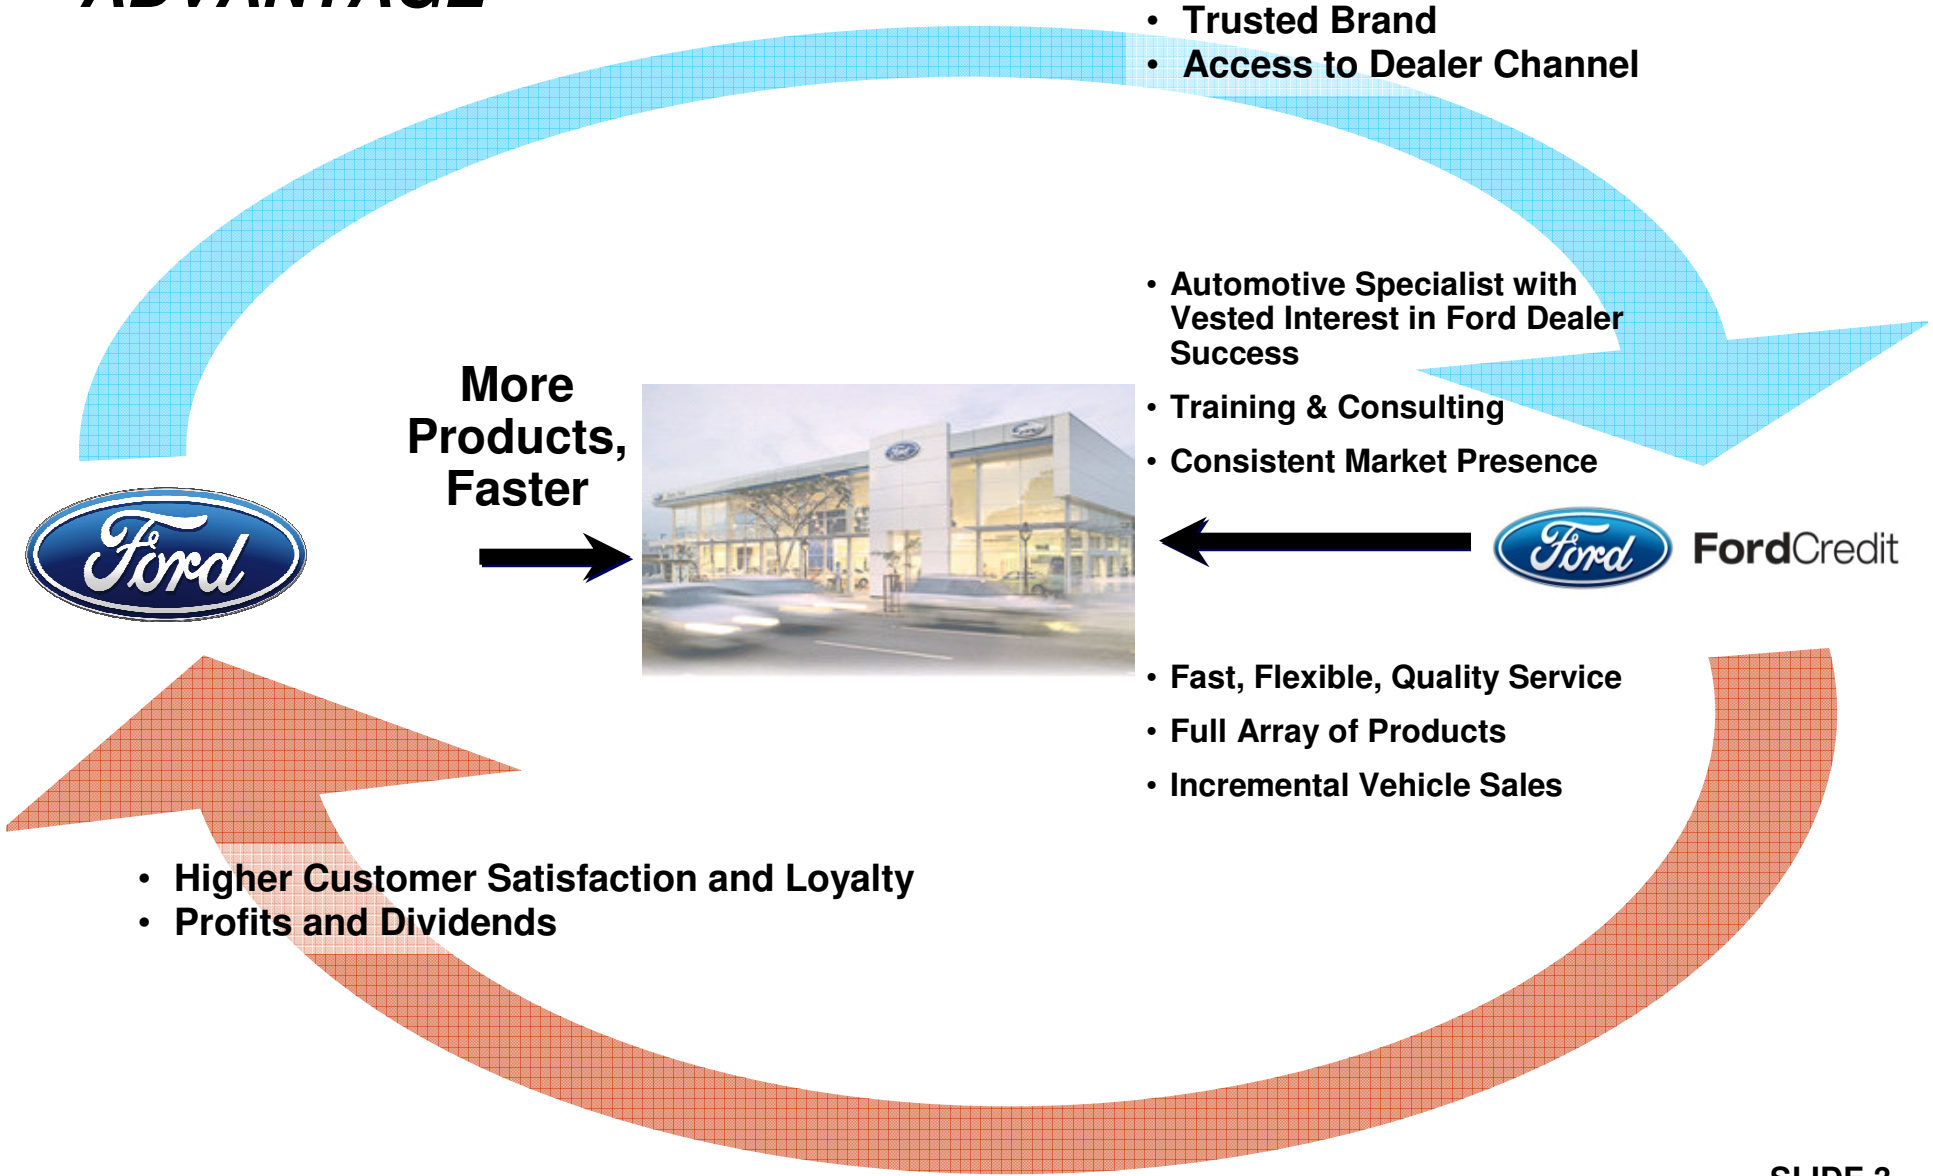 ADVANTAGE
• Trusted Brand
• Access to Dealer Channel
• Automotive Specialist with
Vested Interest in Ford Dealer
Success
• Training & Consulting
• Consistent Market Presence
More
Products,
Faster
Ford
Ford
FordCredit
• Fast, Flexible, Quality Service
• Full Array of Products
• Incremental Vehicle Sales
• Higher Customer Satisfaction and Loyalty
• Profits and Dividends